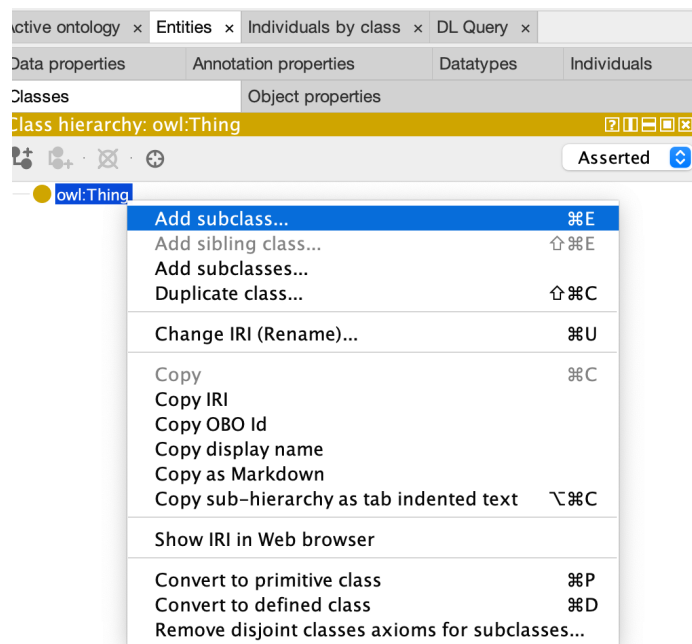 ctive ontology × Entities × Individuals by class × DL Query ×
Data properties Annotation properties Datatypes Individuals
Classes Object properties
Class hierarchy: owl:Thing
Asserted
owl:Thing
Add subclass... ⌘E
Add sibling class... ⇧⌘E
Add subclasses...
Duplicate class... ⇧⌘C
Change IRI (Rename)... ⌘U
Copy ⌘C
Copy IRI
Copy OBO Id
Copy display name
Copy as Markdown
Copy sub-hierarchy as tab indented text ⌥⌘C
Show IRI in Web browser
Convert to primitive class ⌘P
Convert to defined class ⌘D
Remove disjoint classes axioms for subclasses...